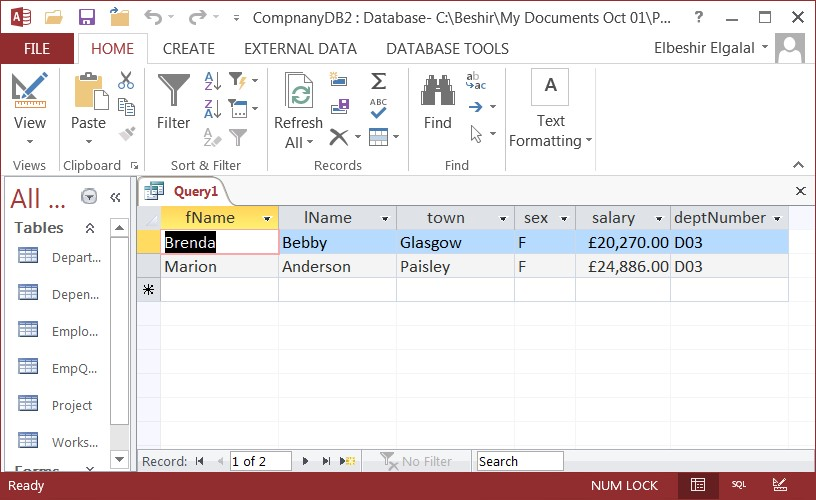 CompnanyDB2 : Database- C:\Beshir\My Documents Oct 01\P...
FILE HOME CREATE EXTERNAL DATA DATABASE TOOLS Elbeshir Elgalal
View
Paste
Filter
Refresh
All
ABC
Find
ab
ac
A
Text
Formatting
Views Clipboard Sort & Filter Records Find
All ...
Tables
Depart...
Depen...
Emplo...
EmpQ...
Project
Works...
Forms
Query1
fName lName town sex salary deptNumber
Brenda Bebby Glasgow F £20,270.00 D03
Marion Anderson Paisley F £24,886.00 D03
Record: 1 of 2 No Filter Search
Ready NUM LOCK SQL